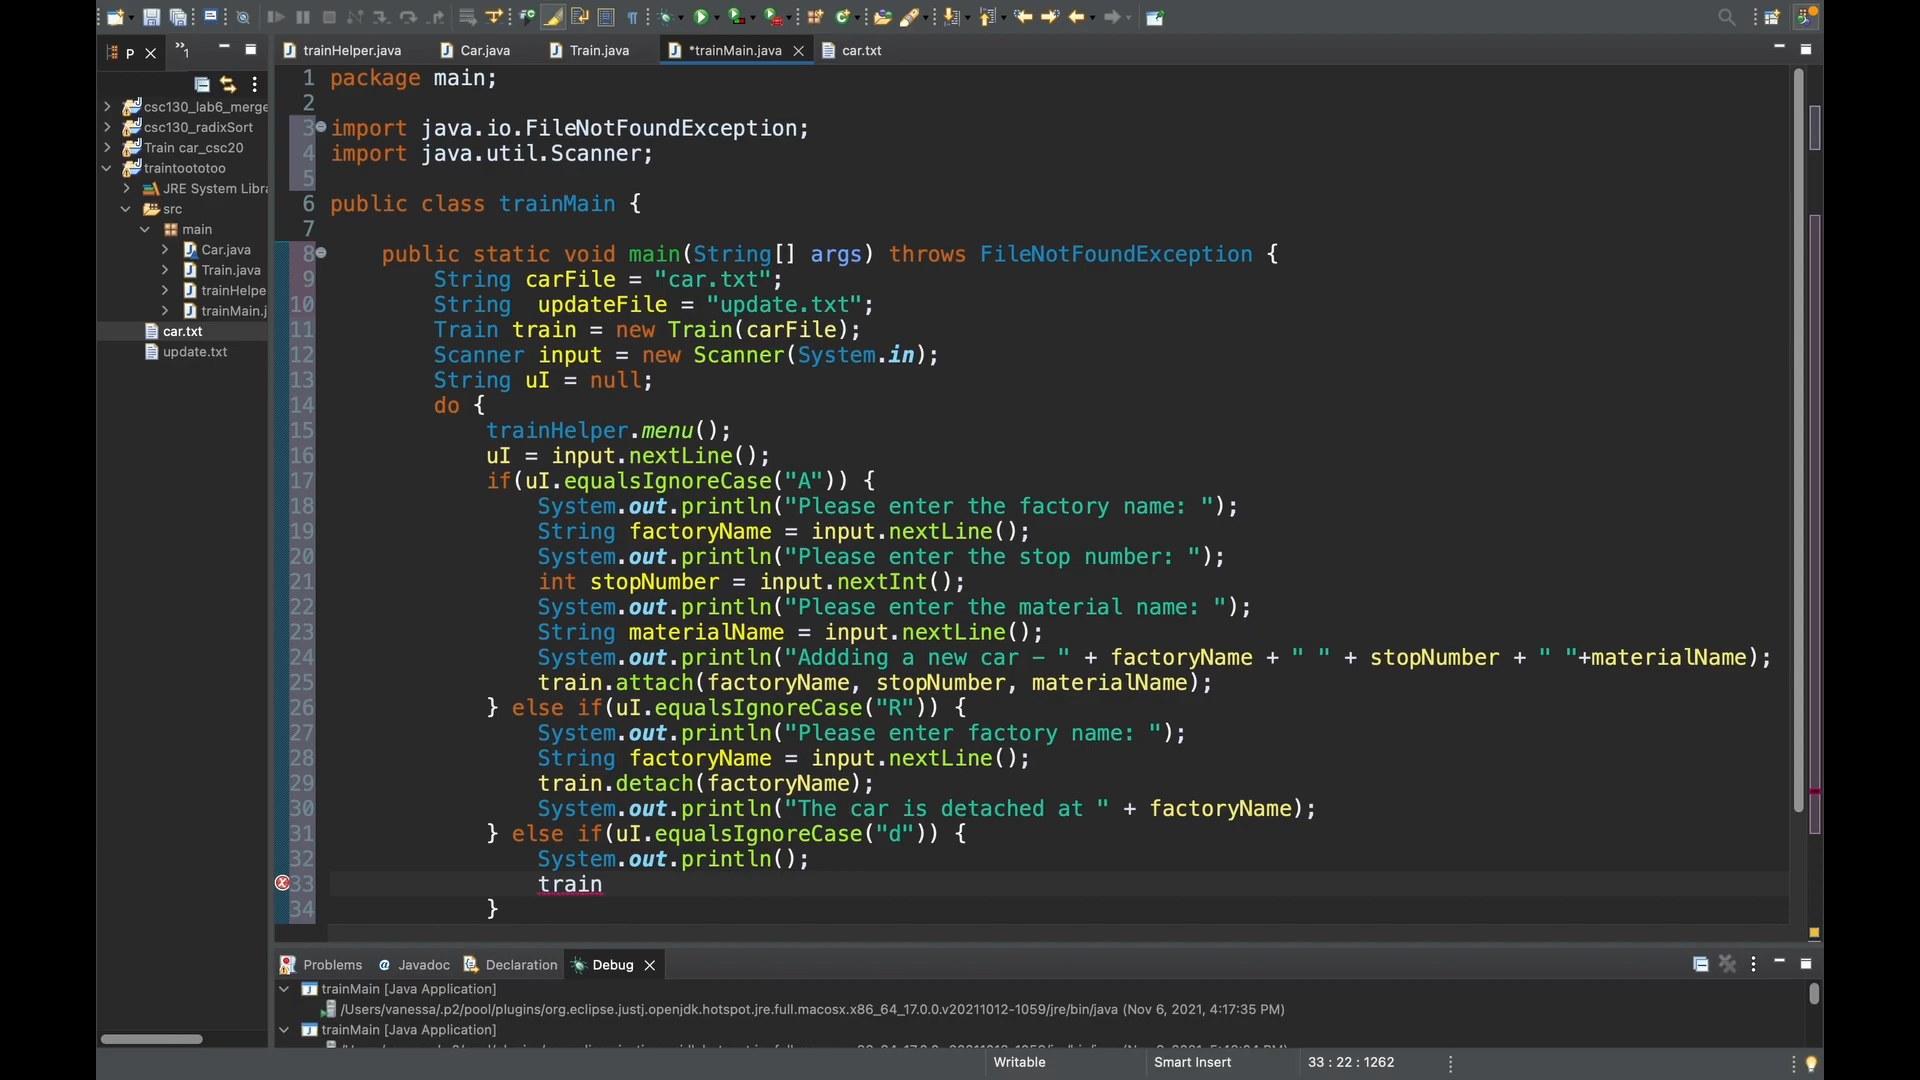 P
1
trainHelper.java
Car.java
Train.java
*trainMain.java
car.txt
csc130_lab6_merge
csc130_radixSort
Train car_csc20
traintoototoo
JRE System Libra
src
main
Car.java
Train.java
trainHelpe
trainMain.j
car.txt
update.txt
1 package main;
2
3 import java.io.FileNotFoundException;
4 import java.util.Scanner;
5
6 public class trainMain {
7
8 public static void main(String[] args) throws FileNotFoundException {
9 String carFile = "car.txt";
10 String  updateFile = "update.txt";
11 Train train = new Train(carFile);
12 Scanner input = new Scanner(System.in);
13 String uI = null;
14 do {
15 trainHelper.menu();
16 uI = input.nextLine();
17 if(uI.equalsIgnoreCase("A")) {
18 System.out.println("Please enter the factory name: ");
19 String factoryName = input.nextLine();
20 System.out.println("Please enter the stop number: ");
21 int stopNumber = input.nextInt();
22 System.out.println("Please enter the material name: ");
23 String materialName = input.nextLine();
24 System.out.println("Addding a new car – " + factoryName + " " + stopNumber + " "+materialName);
25 train.attach(factoryName, stopNumber, materialName);
26 } else if(uI.equalsIgnoreCase("R")) {
27 System.out.println("Please enter factory name: ");
28 String factoryName = input.nextLine();
29 train.detach(factoryName);
30 System.out.println("The car is detached at " + factoryName);
31 } else if(uI.equalsIgnoreCase("d")) {
32 System.out.println();
33 train
34 }
Problems
Javadoc
Declaration
Debug
trainMain [Java Application]
/Users/vanessa/.p2/pool/plugins/org.eclipse.justj.openjdk.hotspot.jre.full.macosx.x86_64_17.0.0.v20211012-1059/jre/bin/java (Nov 6, 2021, 4:17:35 PM)
trainMain [Java Application]
Writable
Smart Insert
33 : 22 : 1262